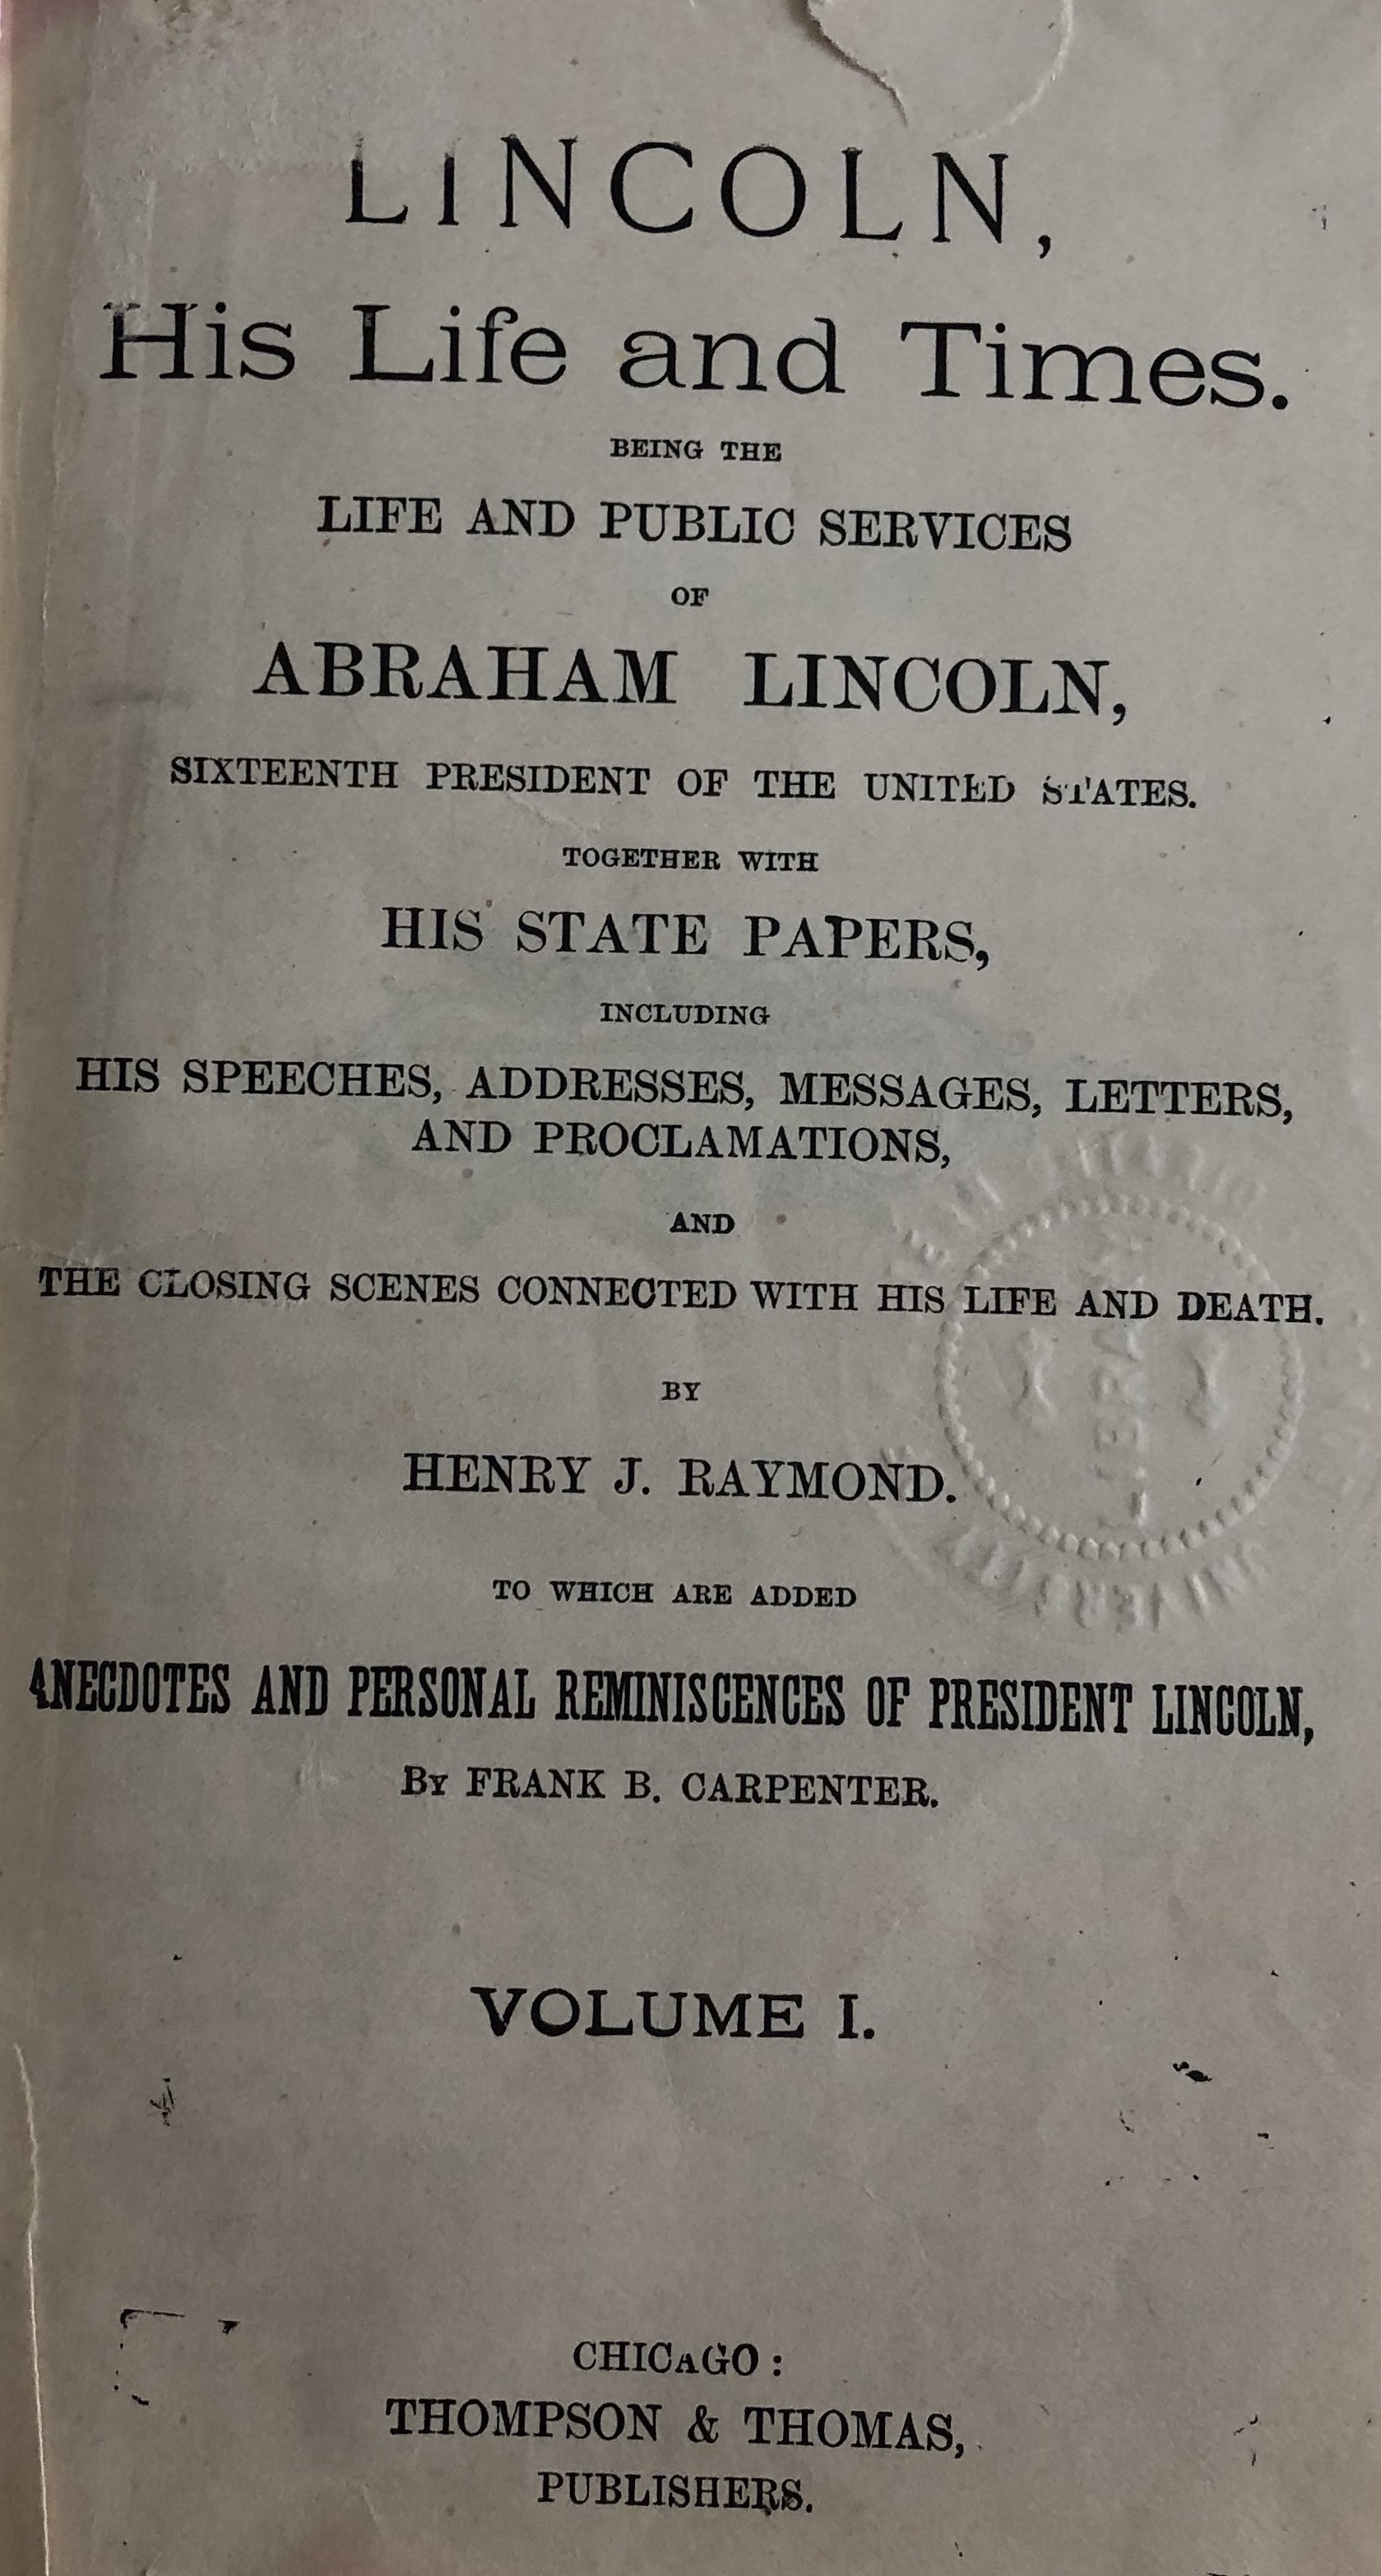 LINCOLN,
His Life and Times.
BEING THE
LIFE AND PUBLIC SERVICES
OF
ABRAHAM LINCOLN,
SIXTEENTH PRESIDENT OF THE UNITED STATES.
TOGETHER WITH
HIS STATE PAPERS,
INCLUDING
HIS SPEECHES, ADDRESSES, MESSAGES, LETTERS,
AND PROCLAMATIONS,
AND
THE CLOSING SCENES CONNECTED WITH HIS LIFE AND DEATH.
BY
HENRY J. RAYMOND.
TO WHICH ARE ADDED
ANECDOTES AND PERSONAL REMINISCENCES OF PRESIDENT LINCOLN,
By FRANK B. CARPENTER.
VOLUME I.
CHICAGO:
THOMPSON & THOMAS,
PUBLISHERS.